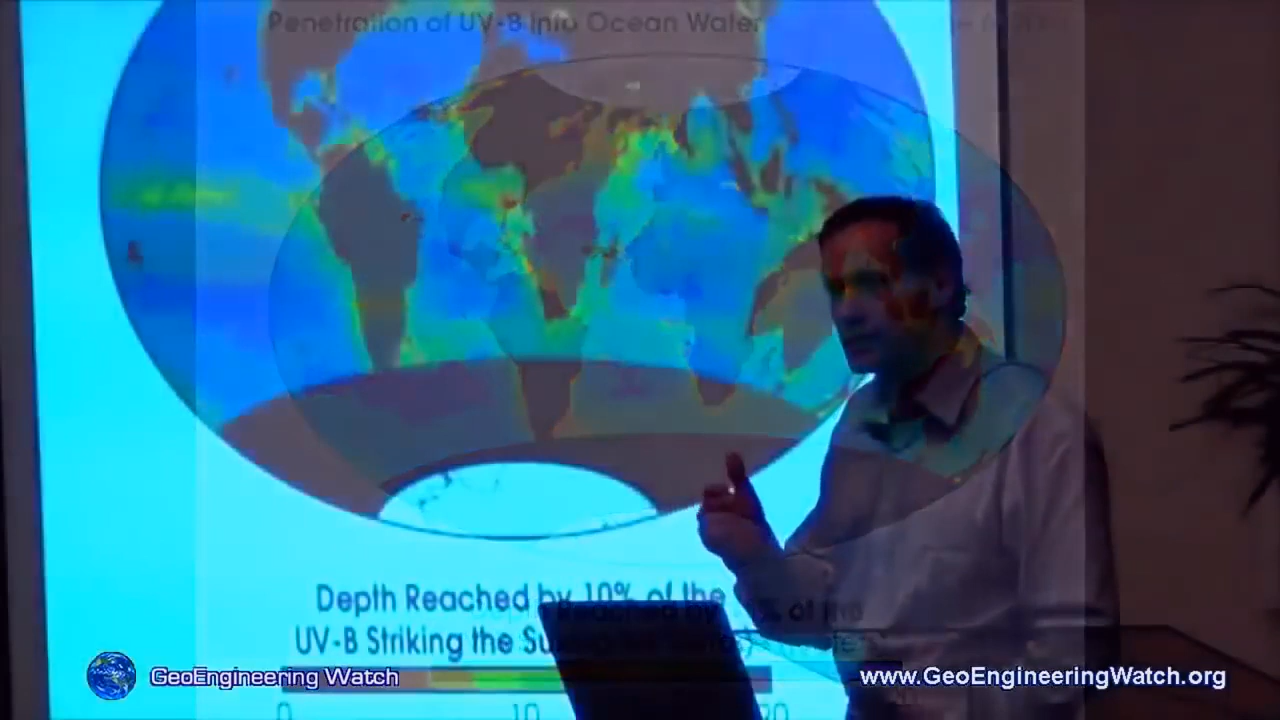 Penetration of UV-B Into Ocean Water
Depth Reached by 10% of the
UV-B Striking the Su
0 10 20
GeoEngineering Watch
www.GeoEngineeringWatch.org